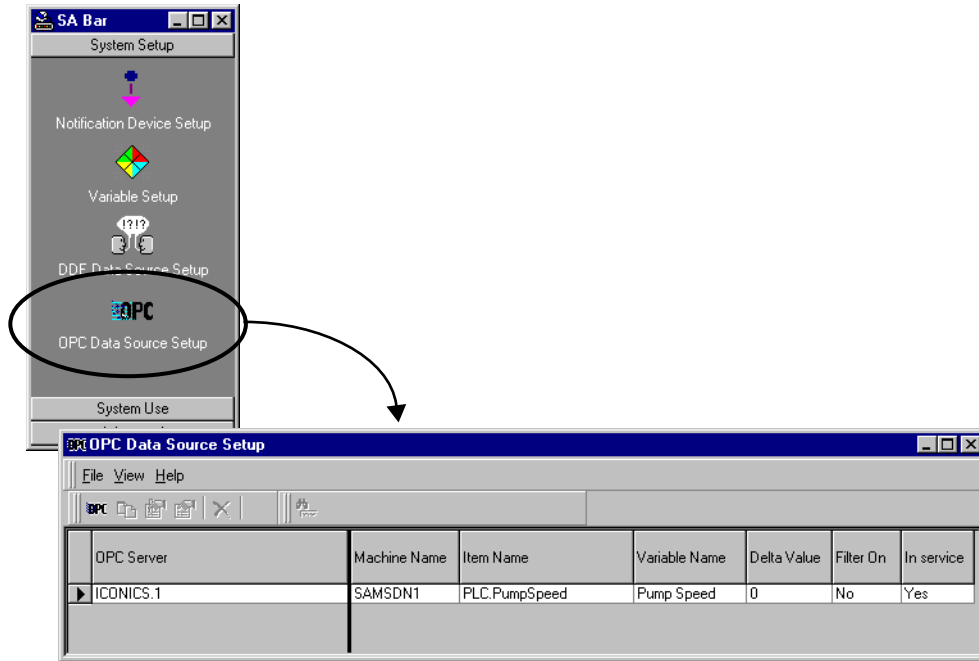 SA Bar
System Setup
Notification Device Setup
Variable Setup
!?!?
DDE Data Source Setup
OPC
OPC Data Source Setup
System Use
OPC OPC Data Source Setup
File View Help
OPC
OPC Server Machine Name Item Name Variable Name Delta Value Filter On In service
ICONICS.1 SAMSDN1 PLC.PumpSpeed Pump Speed 0 No Yes